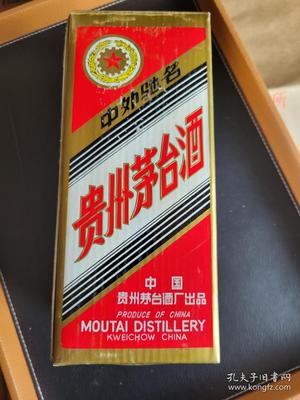 中外驰名
贵州茅台酒
中国
贵州茅台酒厂出品
PRODUCE OF CHINA
MOUTAI DISTILLERY
KWEICHOW CHINA
孔夫子旧书网
www.kongfz.com